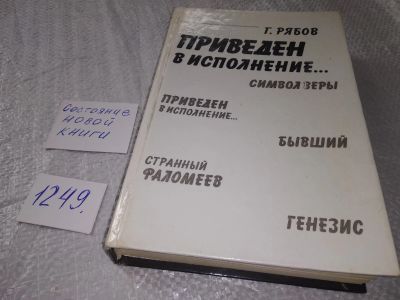 Состояние
новой
книги
1249.
Г. РЯБОВ
ПРИВЕДЕН
В ИСПОЛНЕНИЕ...
СИМВОЛ ВЕРЫ
ПРИВЕДЕН
В ИСПОЛНЕНИЕ...
БЫВШИЙ
СТРАННЫЙ
ФАЛОМЕЕВ
ГЕНЕЗИС